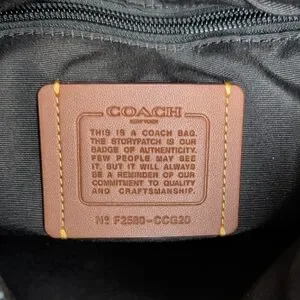 COACH
NEW YORK
THIS IS A COACH BAG.
THE STORYPATCH IS OUR
BADGE OF AUTHENTICITY.
FEW PEOPLE MAY SEE
IT, BUT IT WILL ALWAYS
BE A REMINDER OF OUR
COMMITMENT TO QUALITY
AND CRAFTSMANSHIP.
Nº F2580-CCG20